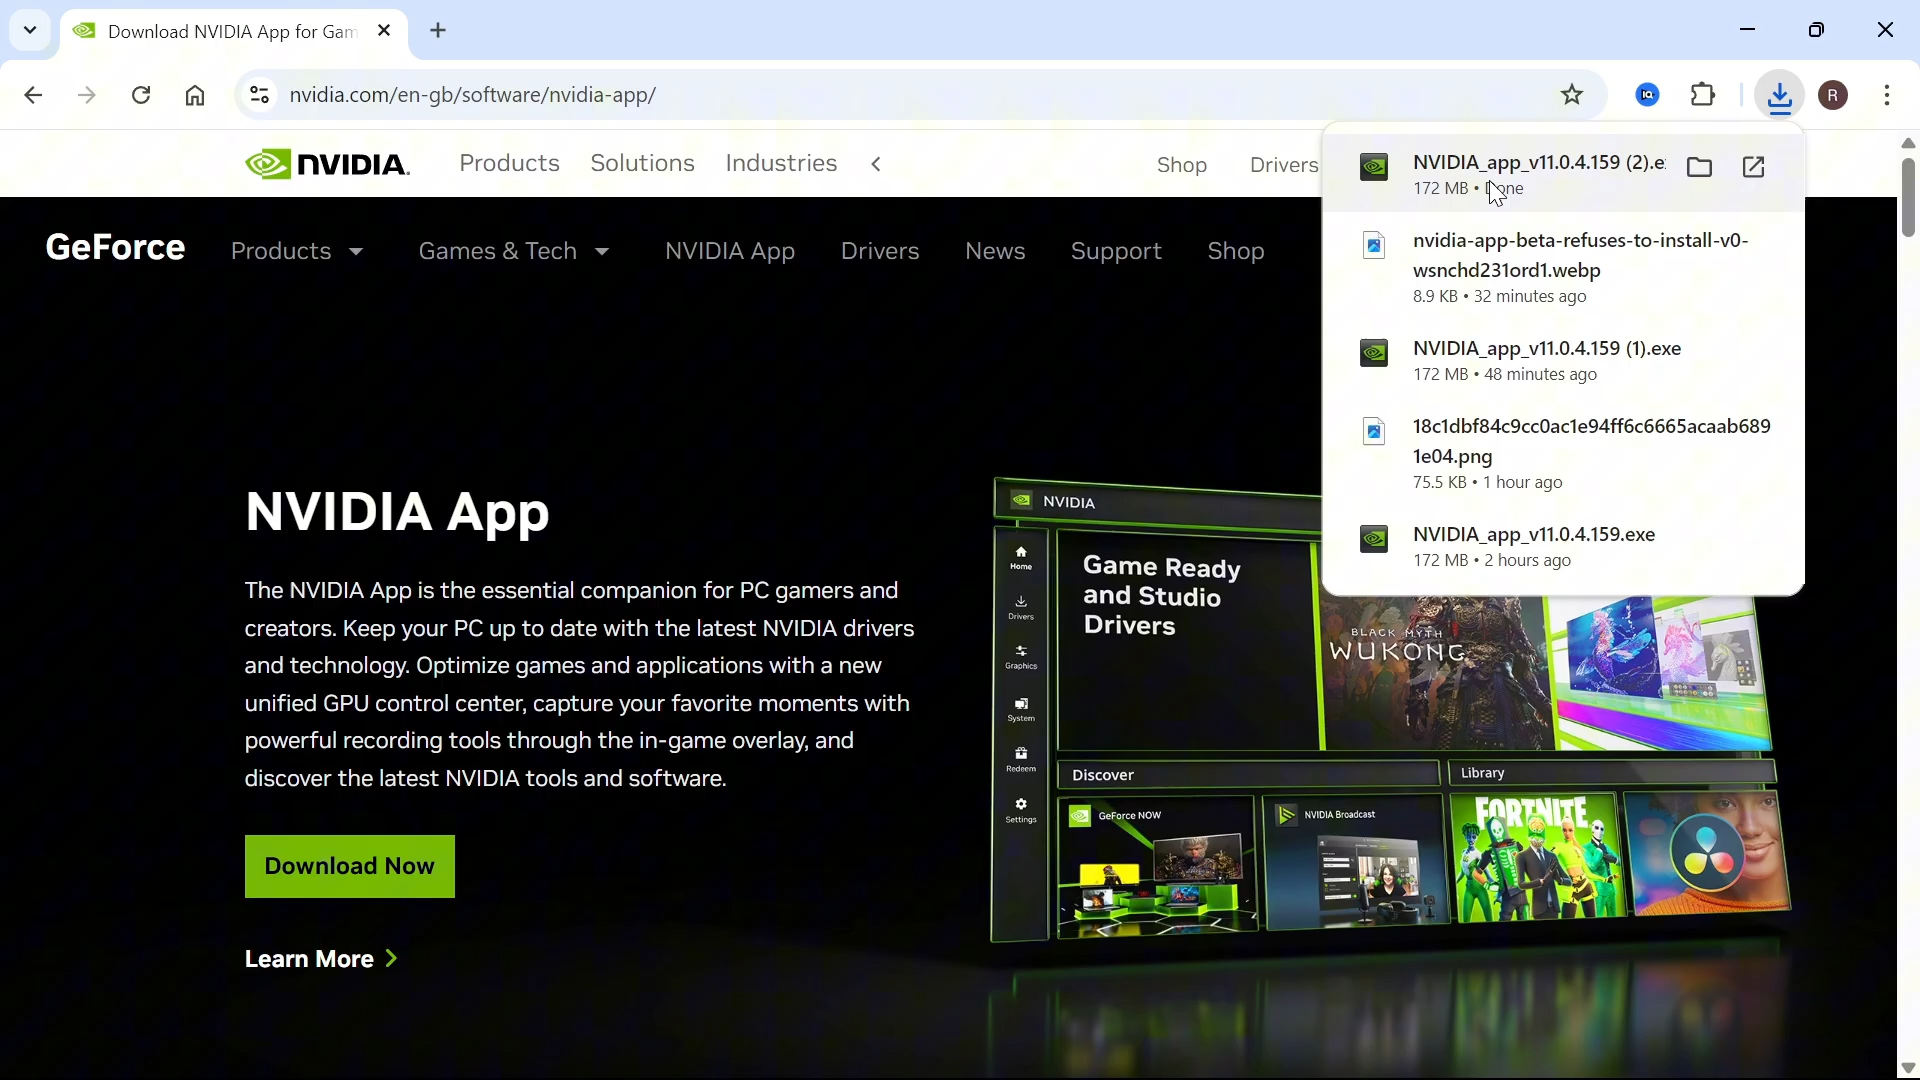 Download NVIDIA App for Gam
nvidia.com/en-gb/software/nvidia-app/
R
NVIDIA.
Products
Solutions
Industries
Shop
Drivers
GeForce
Products
Games & Tech
NVIDIA App
Drivers
News
Support
Shop
NVIDIA_app_v11.0.4.159 (2).e
172 MB • Done
nvidia-app-beta-refuses-to-install-v0-
wsnchd231ord1.webp
8.9 KB • 32 minutes ago
NVIDIA_app_v11.0.4.159 (1).exe
172 MB • 48 minutes ago
18c1dbf84c9cc0ac1e94ff6c6665acaab689
1e04.png
75.5 KB • 1 hour ago
NVIDIA_app_v11.0.4.159.exe
172 MB • 2 hours ago
NVIDIA App
The NVIDIA App is the essential companion for PC gamers and
creators. Keep your PC up to date with the latest NVIDIA drivers
and technology. Optimize games and applications with a new
unified GPU control center, capture your favorite moments with
powerful recording tools through the in-game overlay, and
discover the latest NVIDIA tools and software.
Download Now
Learn More
NVIDIA
Home
Drivers
Graphics
System
Redeem
Settings
Game Ready
and Studio
Drivers
BLACK MYTH
WUKONG
Discover
Library
GeForce NOW
NVIDIA Broadcast
FORTNITE